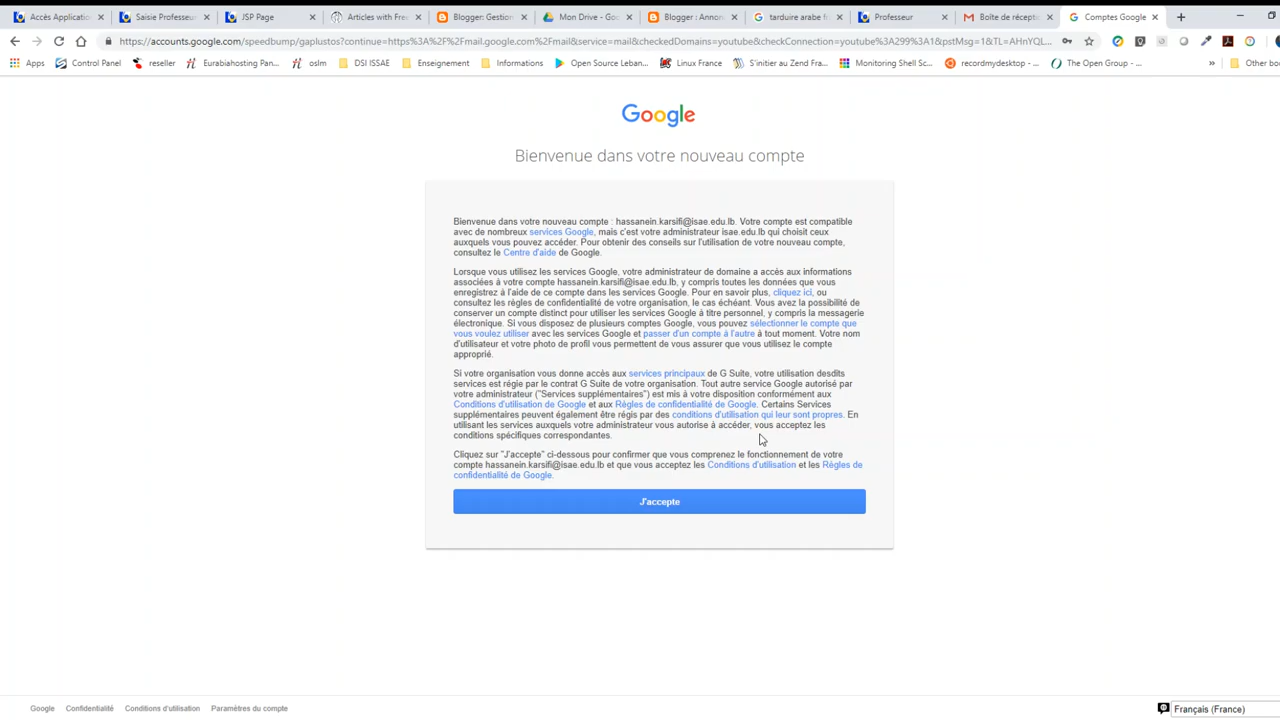 Accès Application
Saisie Professeur
JSP Page
Articles with Fre
Blogger: Gestion
Mon Drive - Goo
Blogger : Annon
tarduire arabe f
Professeur
Boîte de récepti
Comptes Google
https://accounts.google.com/speedbump/gaplustos?continue=https%3A%2F%2Fmail.google.com%2Fmail&service=mail&checkedDomains=youtube&checkConnection=youtube%3A299%3A1&pstMsg=1&TL=AHnYQL...
Apps
Control Panel
reseller
Eurabiahosting Pan...
oslm
DSI ISSAE
Enseignement
Informations
Open Source Leban...
Linux France
S'initier au Zend Fra...
Monitoring Shell Sc...
recordmydesktop - ...
The Open Group - ...
»
Other bo
Google
Bienvenue dans votre nouveau compte
Bienvenue dans votre nouveau compte : hassanein.karsifi@isae.edu.lb. Votre compte est compatible
avec de nombreux services Google, mais c'est votre administrateur isae.edu.lb qui choisit ceux
auxquels vous pouvez accéder. Pour obtenir des conseils sur l'utilisation de votre nouveau compte,
consultez le Centre d'aide de Google.
Lorsque vous utilisez les services Google, votre administrateur de domaine a accès aux informations
associées à votre compte hassanein.karsifi@isae.edu.lb, y compris toutes les données que vous
enregistrez à l'aide de ce compte dans les services Google. Pour en savoir plus, cliquez ici, ou
consultez les règles de confidentialité de votre organisation, le cas échéant. Vous avez la possibilité de
conserver un compte distinct pour utiliser les services Google à titre personnel, y compris la messagerie
électronique. Si vous disposez de plusieurs comptes Google, vous pouvez sélectionner le compte que
vous voulez utiliser avec les services Google et passer d'un compte à l'autre à tout moment. Votre nom
d'utilisateur et votre photo de profil vous permettent de vous assurer que vous utilisez le compte
approprié.
Si votre organisation vous donne accès aux services principaux de G Suite, votre utilisation desdits
services est régie par le contrat G Suite de votre organisation. Tout autre service Google autorisé par
votre administrateur ("Services supplémentaires") est mis à votre disposition conformément aux
Conditions d'utilisation de Google et aux Règles de confidentialité de Google. Certains Services
supplémentaires peuvent également être régis par des conditions d'utilisation qui leur sont propres. En
utilisant les services auxquels votre administrateur vous autorise à accéder, vous acceptez les
conditions spécifiques correspondantes.
Cliquez sur "J'accepte" ci-dessous pour confirmer que vous comprenez le fonctionnement de votre
compte hassanein.karsifi@isae.edu.lb et que vous acceptez les Conditions d'utilisation et les Règles de
confidentialité de Google.
J'accepte
Google
Confidentialité
Conditions d'utilisation
Paramètres du compte
Français (France)